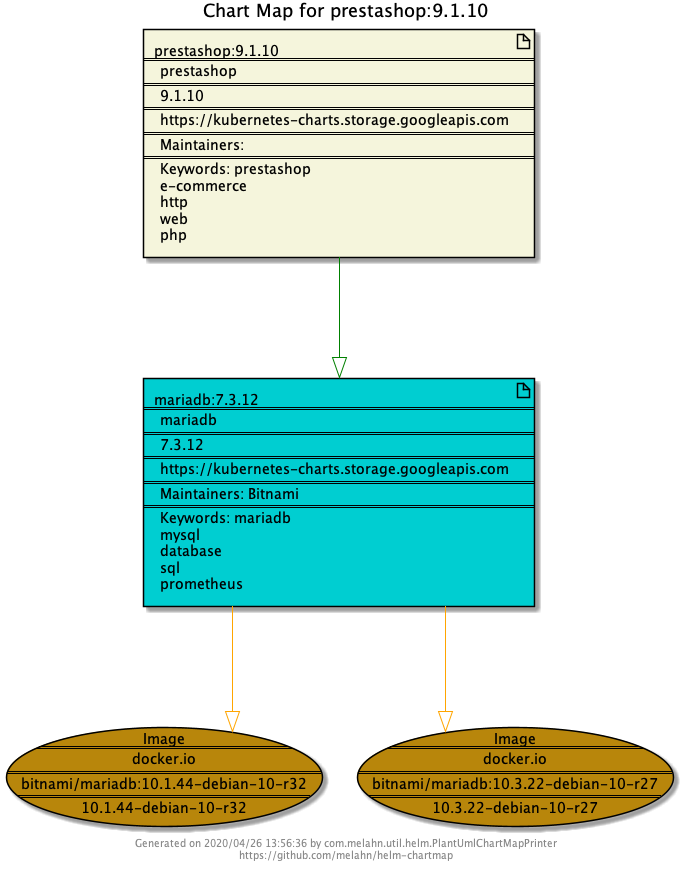 Chart Map for prestashop:9.1.10
prestashop:9.1.10
prestashop
9.1.10
https://kubernetes-charts.storage.googleapis.com
Maintainers:
Keywords: prestashop
e-commerce
http
web
php
mariadb:7.3.12
mariadb
7.3.12
https://kubernetes-charts.storage.googleapis.com
Maintainers: Bitnami
Keywords: mariadb
mysql
database
sql
prometheus
Image
docker.io
bitnami/mariadb:10.1.44-debian-10-r32
10.1.44-debian-10-r32
Image
docker.io
bitnami/mariadb:10.3.22-debian-10-r27
10.3.22-debian-10-r27
Generated on 2020/04/26 13:56:36 by com.melahn.util.helm.PlantUmlChartMapPrinter
https://github.com/melahn/helm-chartmap